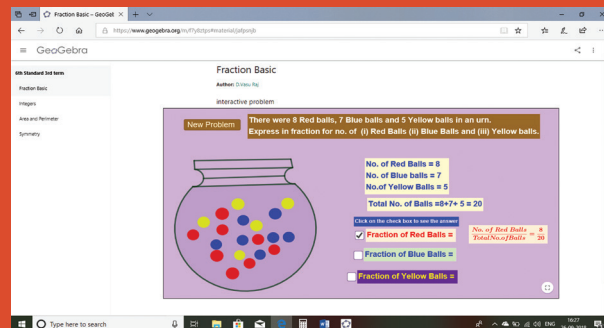 Fraction Basic – GeoGel
https://www.geogebra.org/m/f7ydztps#material/jafponjb
GeoGebra
6th Standard 3rd term
Fraction Basic
Integers
Area and Perimeter
Symmetry
Fraction Basic
Author:
interactive problem
New Problem
There were 8 Red balls, 7 Blue balls and 5 Yellow balls in an urn.
Express in fraction for no. of (i) Red Balls (ii) Blue Balls and (iii) Yellow balls.
No. of Red Balls = 8
No. of Blue balls = 7
No.of Yellow Balls = 5
Total No. of Balls =8+7+ 5 = 20
Click on the check box to see the answer
Fraction of Red Balls =
No. of Red Balls / TotalNo.ofBalls = 8 / 20
Fraction of Blue Balls =
Fraction of Yellow Balls =
Type here to search
ENG
16:27